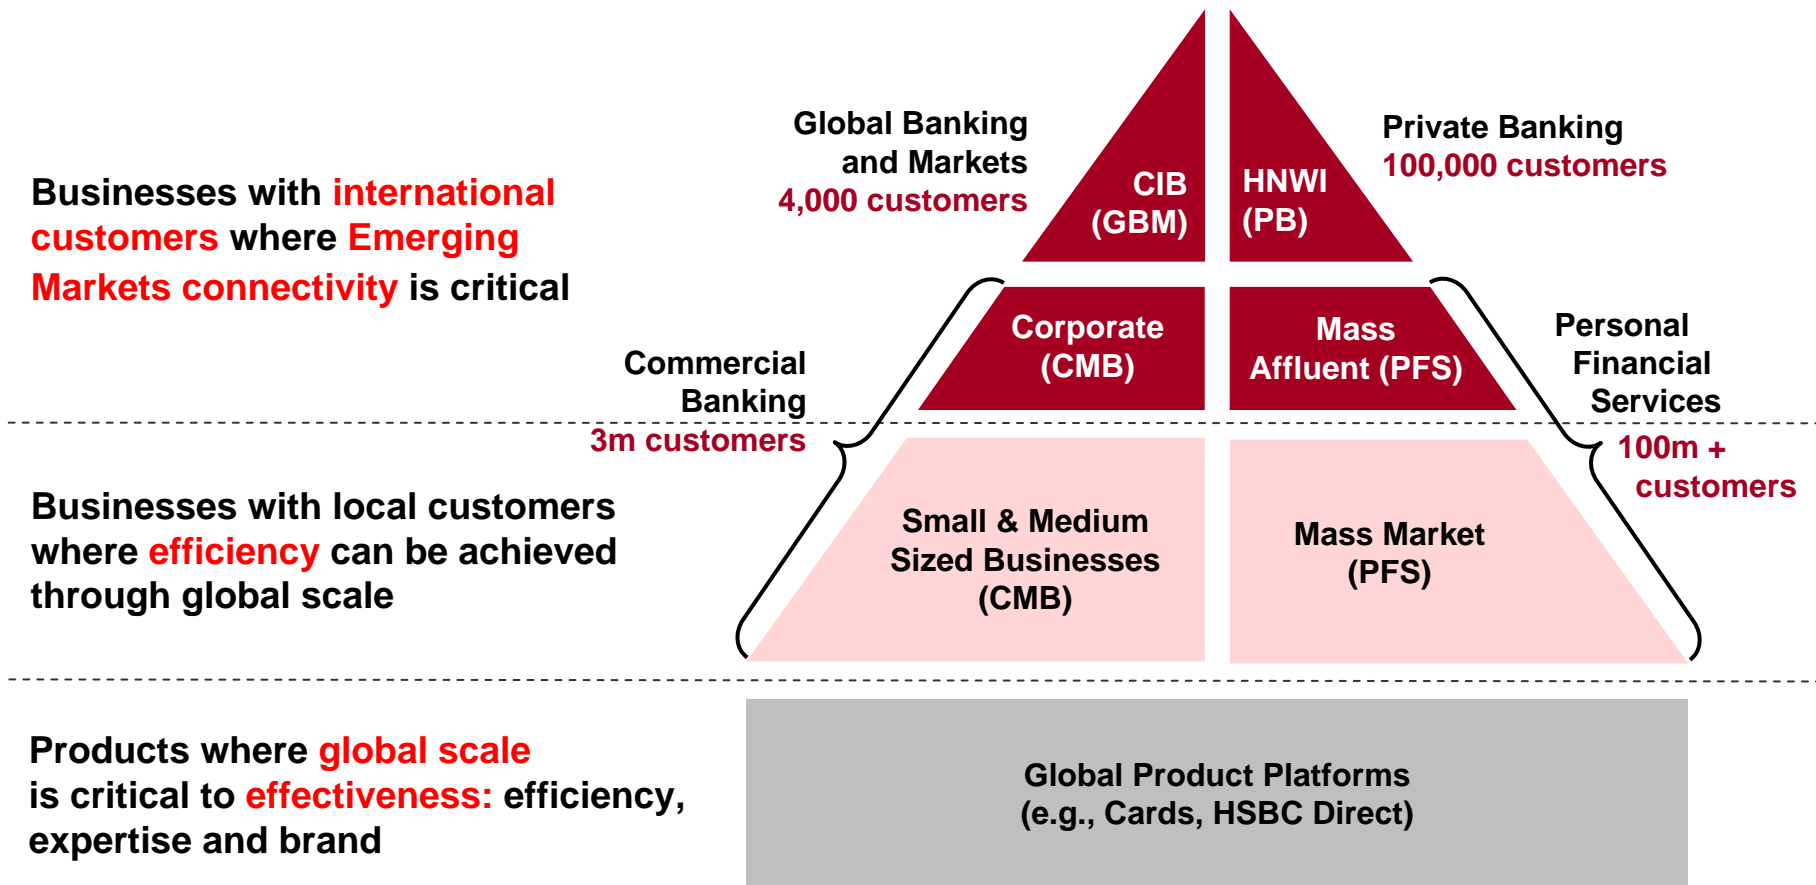 Businesses with international
customers where Emerging
Markets connectivity is critical
Global Banking
and Markets
4,000 customers
CIB
(GBM)
HNWI
(PB)
Private Banking
100,000 customers
Commercial
Banking
3m customers
Corporate
(CMB)
Mass
Affluent (PFS)
Personal
Financial
Services
100m +
customers
Businesses with local customers
where efficiency can be achieved
through global scale
Small & Medium
Sized Businesses
(CMB)
Mass Market
(PFS)
Products where global scale
is critical to effectiveness: efficiency,
expertise and brand
Global Product Platforms
(e.g., Cards, HSBC Direct)